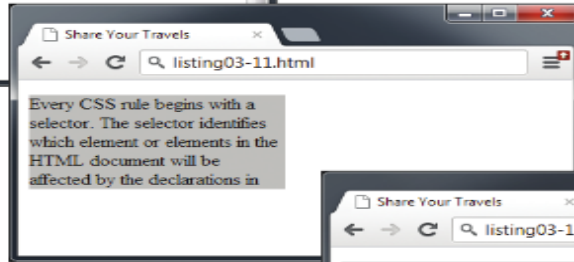 Share Your Travels
listing03-11.html
Every CSS rule begins with a
selector. The selector identifies
which element or elements in the
HTML document will be
affected by the declarations in
Share Your Travels
listing03-1